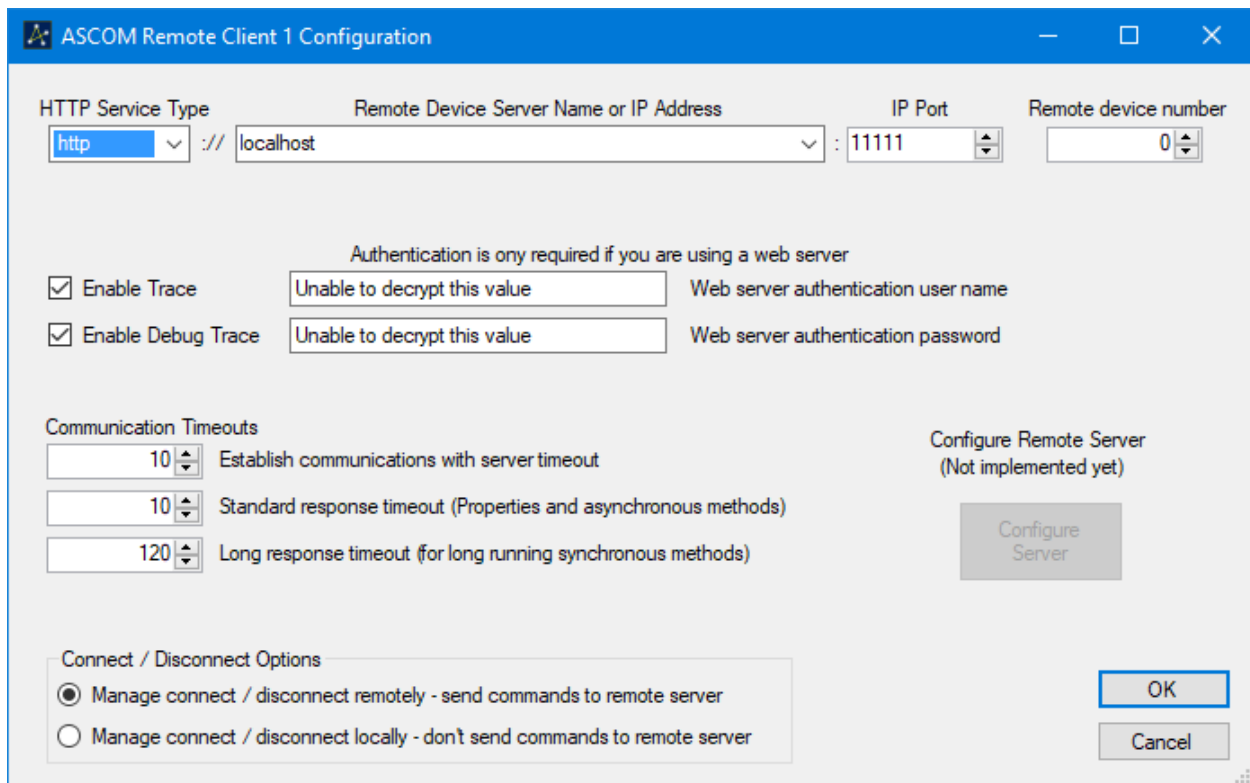 ASCOM Remote Client 1 Configuration
HTTP Service Type Remote Device Server Name or IP Address IP Port Remote device number
http :// localhost : 11111 0
Authentication is ony required if you are using a web server
Enable Trace Unable to decrypt this value Web server authentication user name
Enable Debug Trace Unable to decrypt this value Web server authentication password
Communication Timeouts
10 Establish communications with server timeout
10 Standard response timeout (Properties and asynchronous methods)
120 Long response timeout (for long running synchronous methods)
Configure Remote Server
(Not implemented yet)
Configure
Server
Connect / Disconnect Options
Manage connect / disconnect remotely - send commands to remote server
Manage connect / disconnect locally - don't send commands to remote server
OK
Cancel